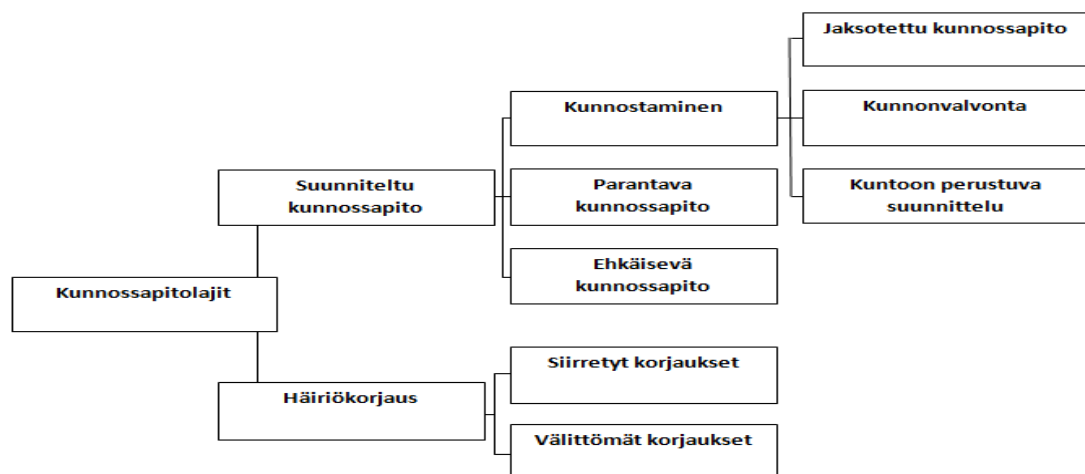 Jaksotettu kunnossapito
Kunnostaminen
Kunnonvalvonta
Suunniteltu
kunnossapito
Parantava
kunnossapito
Kuntoon perustuva
suunnittelu
Ehkäisevä
kunnossapito
Kunnossapitolajit
Siirretyt korjaukset
Häiriökorjaus
Välittömät korjaukset